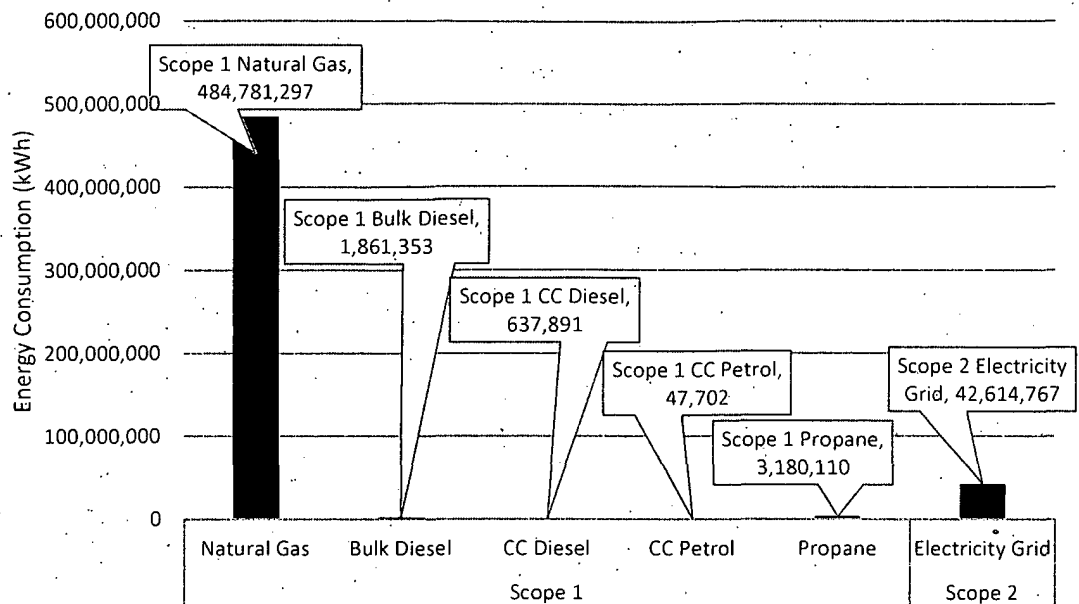 600,000,000
Scope 1 Natural Gas,
484,781,297
500,000,000
400,000,000
Scope 1 Bulk Diesel,
1,861,353
300,000,000
Scope 1 CC Diesel,
637,891
200,000,000
Scope 1 CC Petrol,
47,702
Scope 2 Electricity
Grid, 42,614,767
100,000,000
Scope 1 Propane,
3,180,110
0
Energy Consumption (kWh)
Natural Gas
Bulk Diesel
CC Diesel
CC Petrol
Propane
Electricity Grid
Scope 1
Scope 2